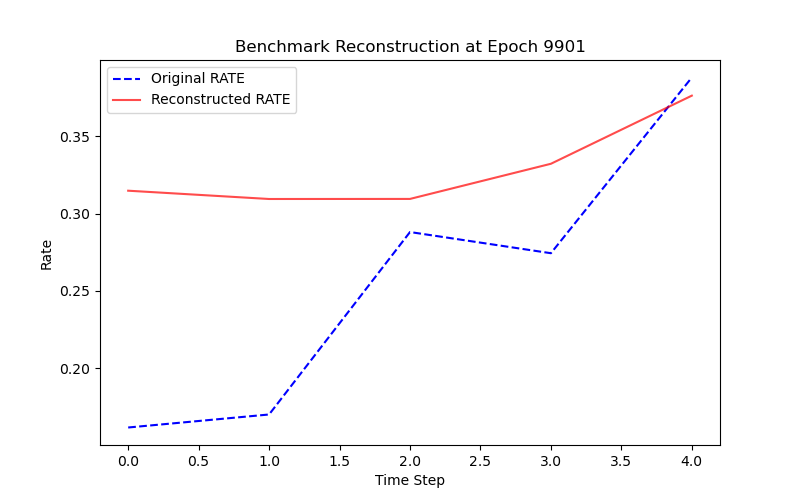 Benchmark Reconstruction at Epoch 9901
Original RATE
Reconstructed RATE
0.35
0.30
0.25
0.20
Rate
0.0 0.5 1.0 1.5 2.0 2.5 3.0 3.5 4.0
Time Step